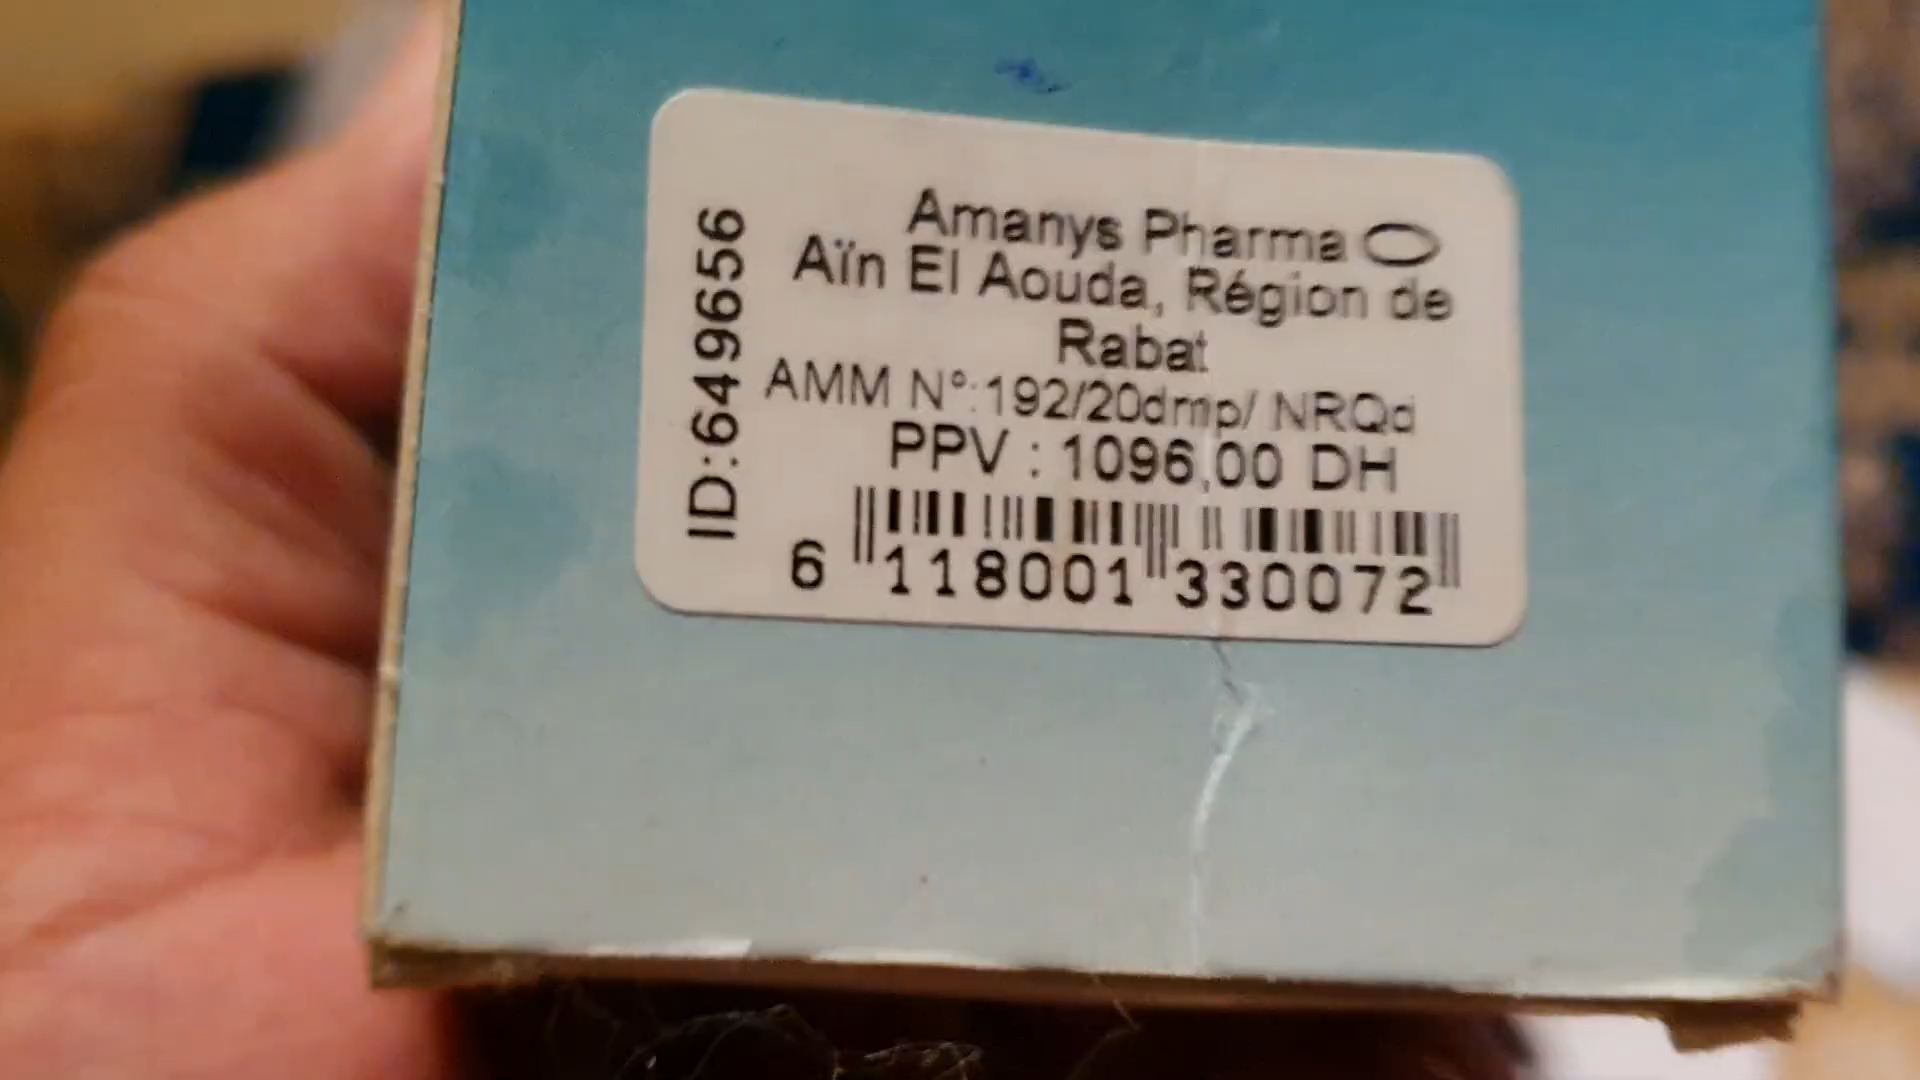 Amanys Pharma
Aïn El Aouda, Région de
Rabat
AMM N°:192/20dmp/ NRQd
PPV : 1096,00 DH
6 118001 330072
ID:649656